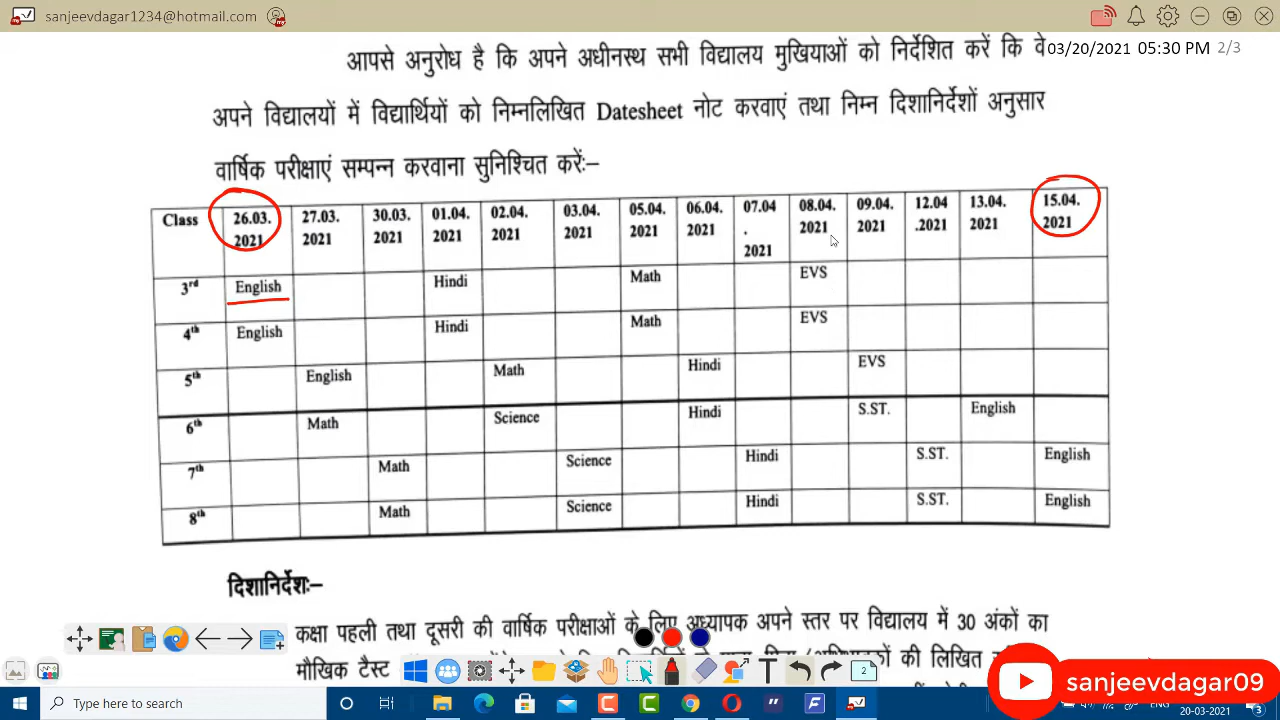 sanjeevdagar1234@hotmail.com
03/20/2021 05:30 PM 2/3
आपसे अनुरोध है कि अपने अधीनस्थ सभी विद्यालय मुखियाओं को निर्देशित करें कि वे
अपने विद्यालयों में विद्यार्थियों को निम्नलिखित Datesheet नोट करवाएं तथा निम्न दिशानिर्देशों अनुसार
वार्षिक परीक्षाएं सम्पन्न करवाना सुनिश्चित करें:–
Class 26.03.2021 27.03.2021 30.03.2021 01.04.2021 02.04.2021 03.04.2021 05.04.2021 06.04.2021 07.04.2021 08.04.2021 09.04.2021 12.04.2021 13.04.2021 15.04.2021
3rd English Hindi Math EVS
4th English Hindi Math EVS
5th English Math Hindi EVS
6th Math Science Hindi S.ST. English
7th Math Science Hindi S.ST. English
8th Math Science Hindi S.ST. English
दिशानिर्देशः–
कक्षा पहली तथा दूसरी की वार्षिक परीक्षाओं के लिए अध्यापक अपने स्तर पर विद्यालय में 30 अंकों का
मौखिक टैस्ट की लिखित
2
sanjeevdagar09
Type here to search
ENG
20-03-2021
3